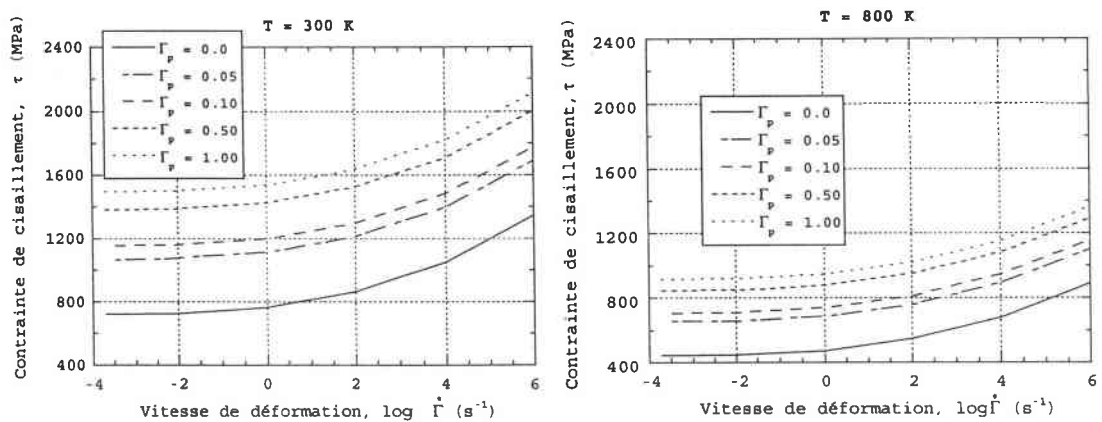 T = 300 K
Contrainte de cisaillement, τ (MPa)
2400
2000
1600
1200
800
400
Γp = 0.0
Γp = 0.05
Γp = 0.10
Γp = 0.50
Γp = 1.00
-4 -2 0 2 4 6
Vitesse de déformation, log Γ̇ (s⁻¹)
T = 800 K
Contrainte de cisaillement, τ (MPa)
2400
2000
1600
1200
800
400
Γp = 0.0
Γp = 0.05
Γp = 0.10
Γp = 0.50
Γp = 1.00
-4 -2 0 2 4 6
Vitesse de déformation, logΓ̇ (s⁻¹)